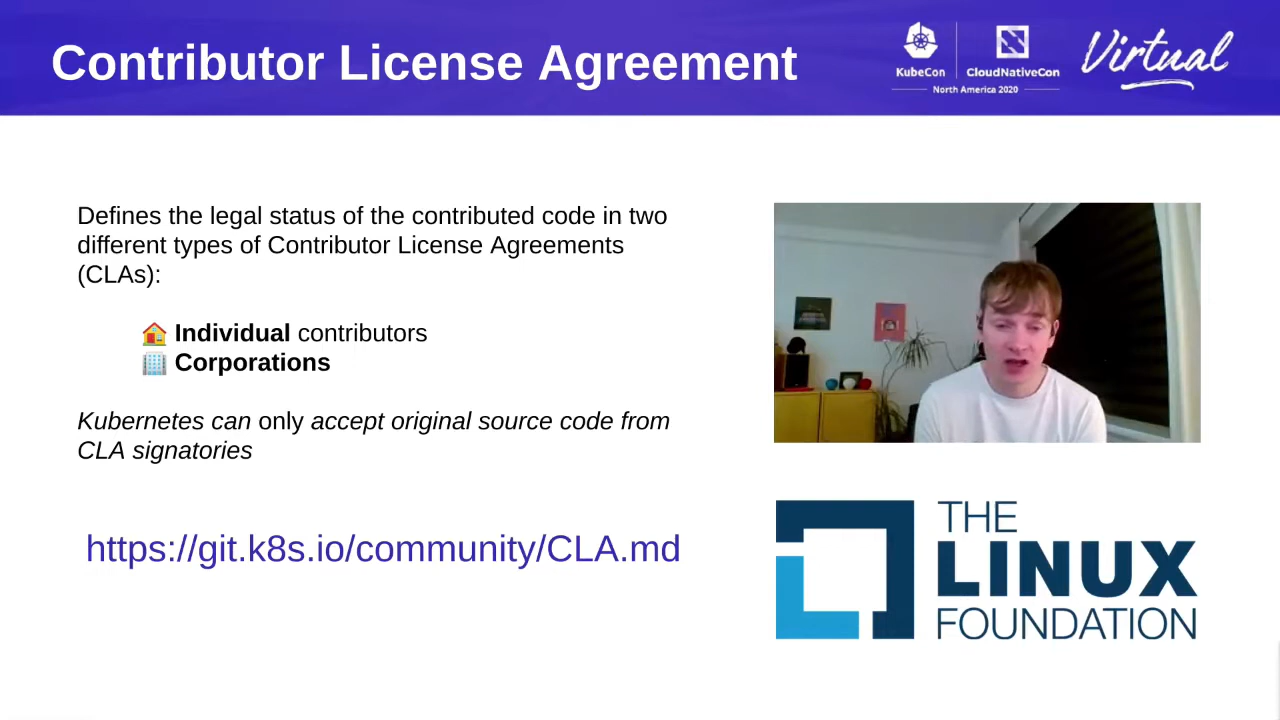 Contributor License Agreement
KubeCon
CloudNativeCon
North America 2020
Virtual
Defines the legal status of the contributed code in two
different types of Contributor License Agreements
(CLAs):
Individual contributors
Corporations
Kubernetes can only accept original source code from
CLA signatories
https://git.k8s.io/community/CLA.md
THE
LINUX
FOUNDATION